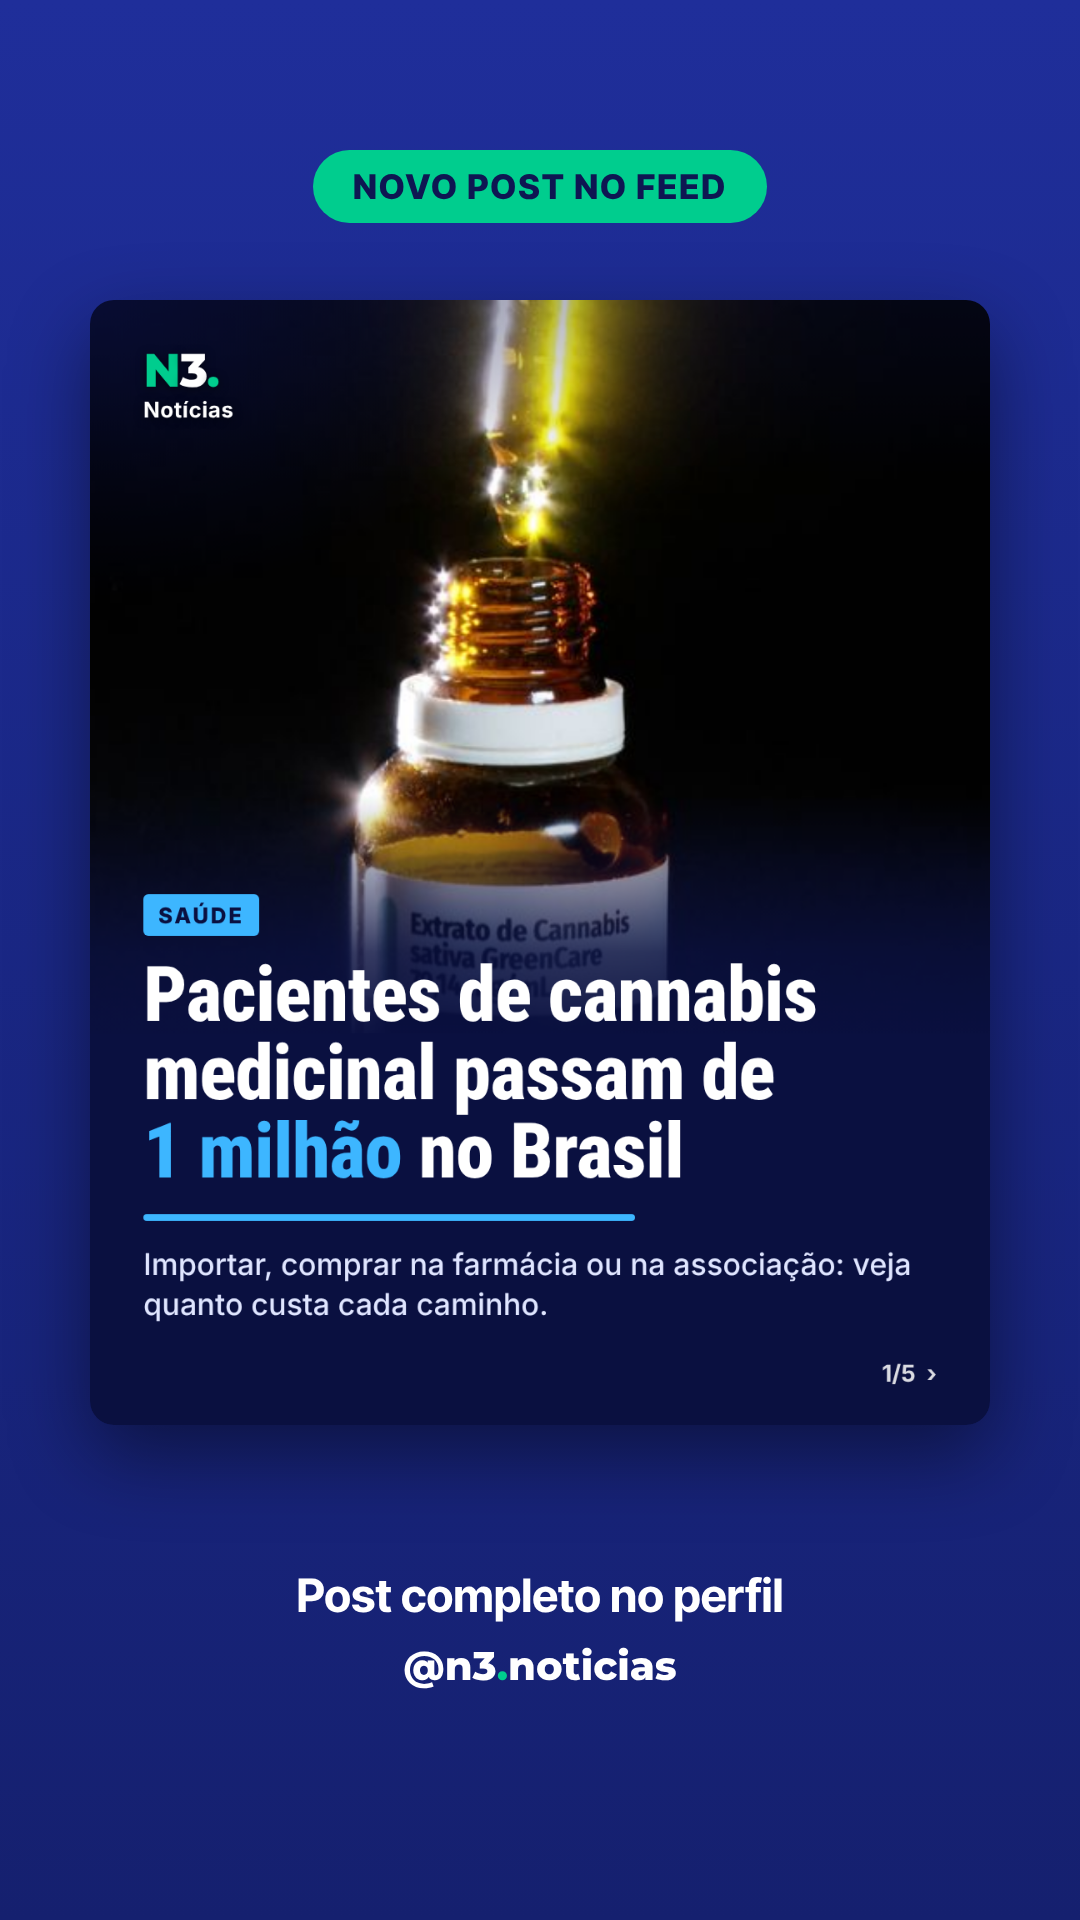 NOVO POST NO FEED
N3.
Notícias
Extrato de Cannabis
sativa GreenCare
SAÚDE
Pacientes de cannabis
medicinal passam de
1 milhão no Brasil
Importar, comprar na farmácia ou na associação: veja
quanto custa cada caminho.
1/5 ›
Post completo no perfil
@n3.noticias